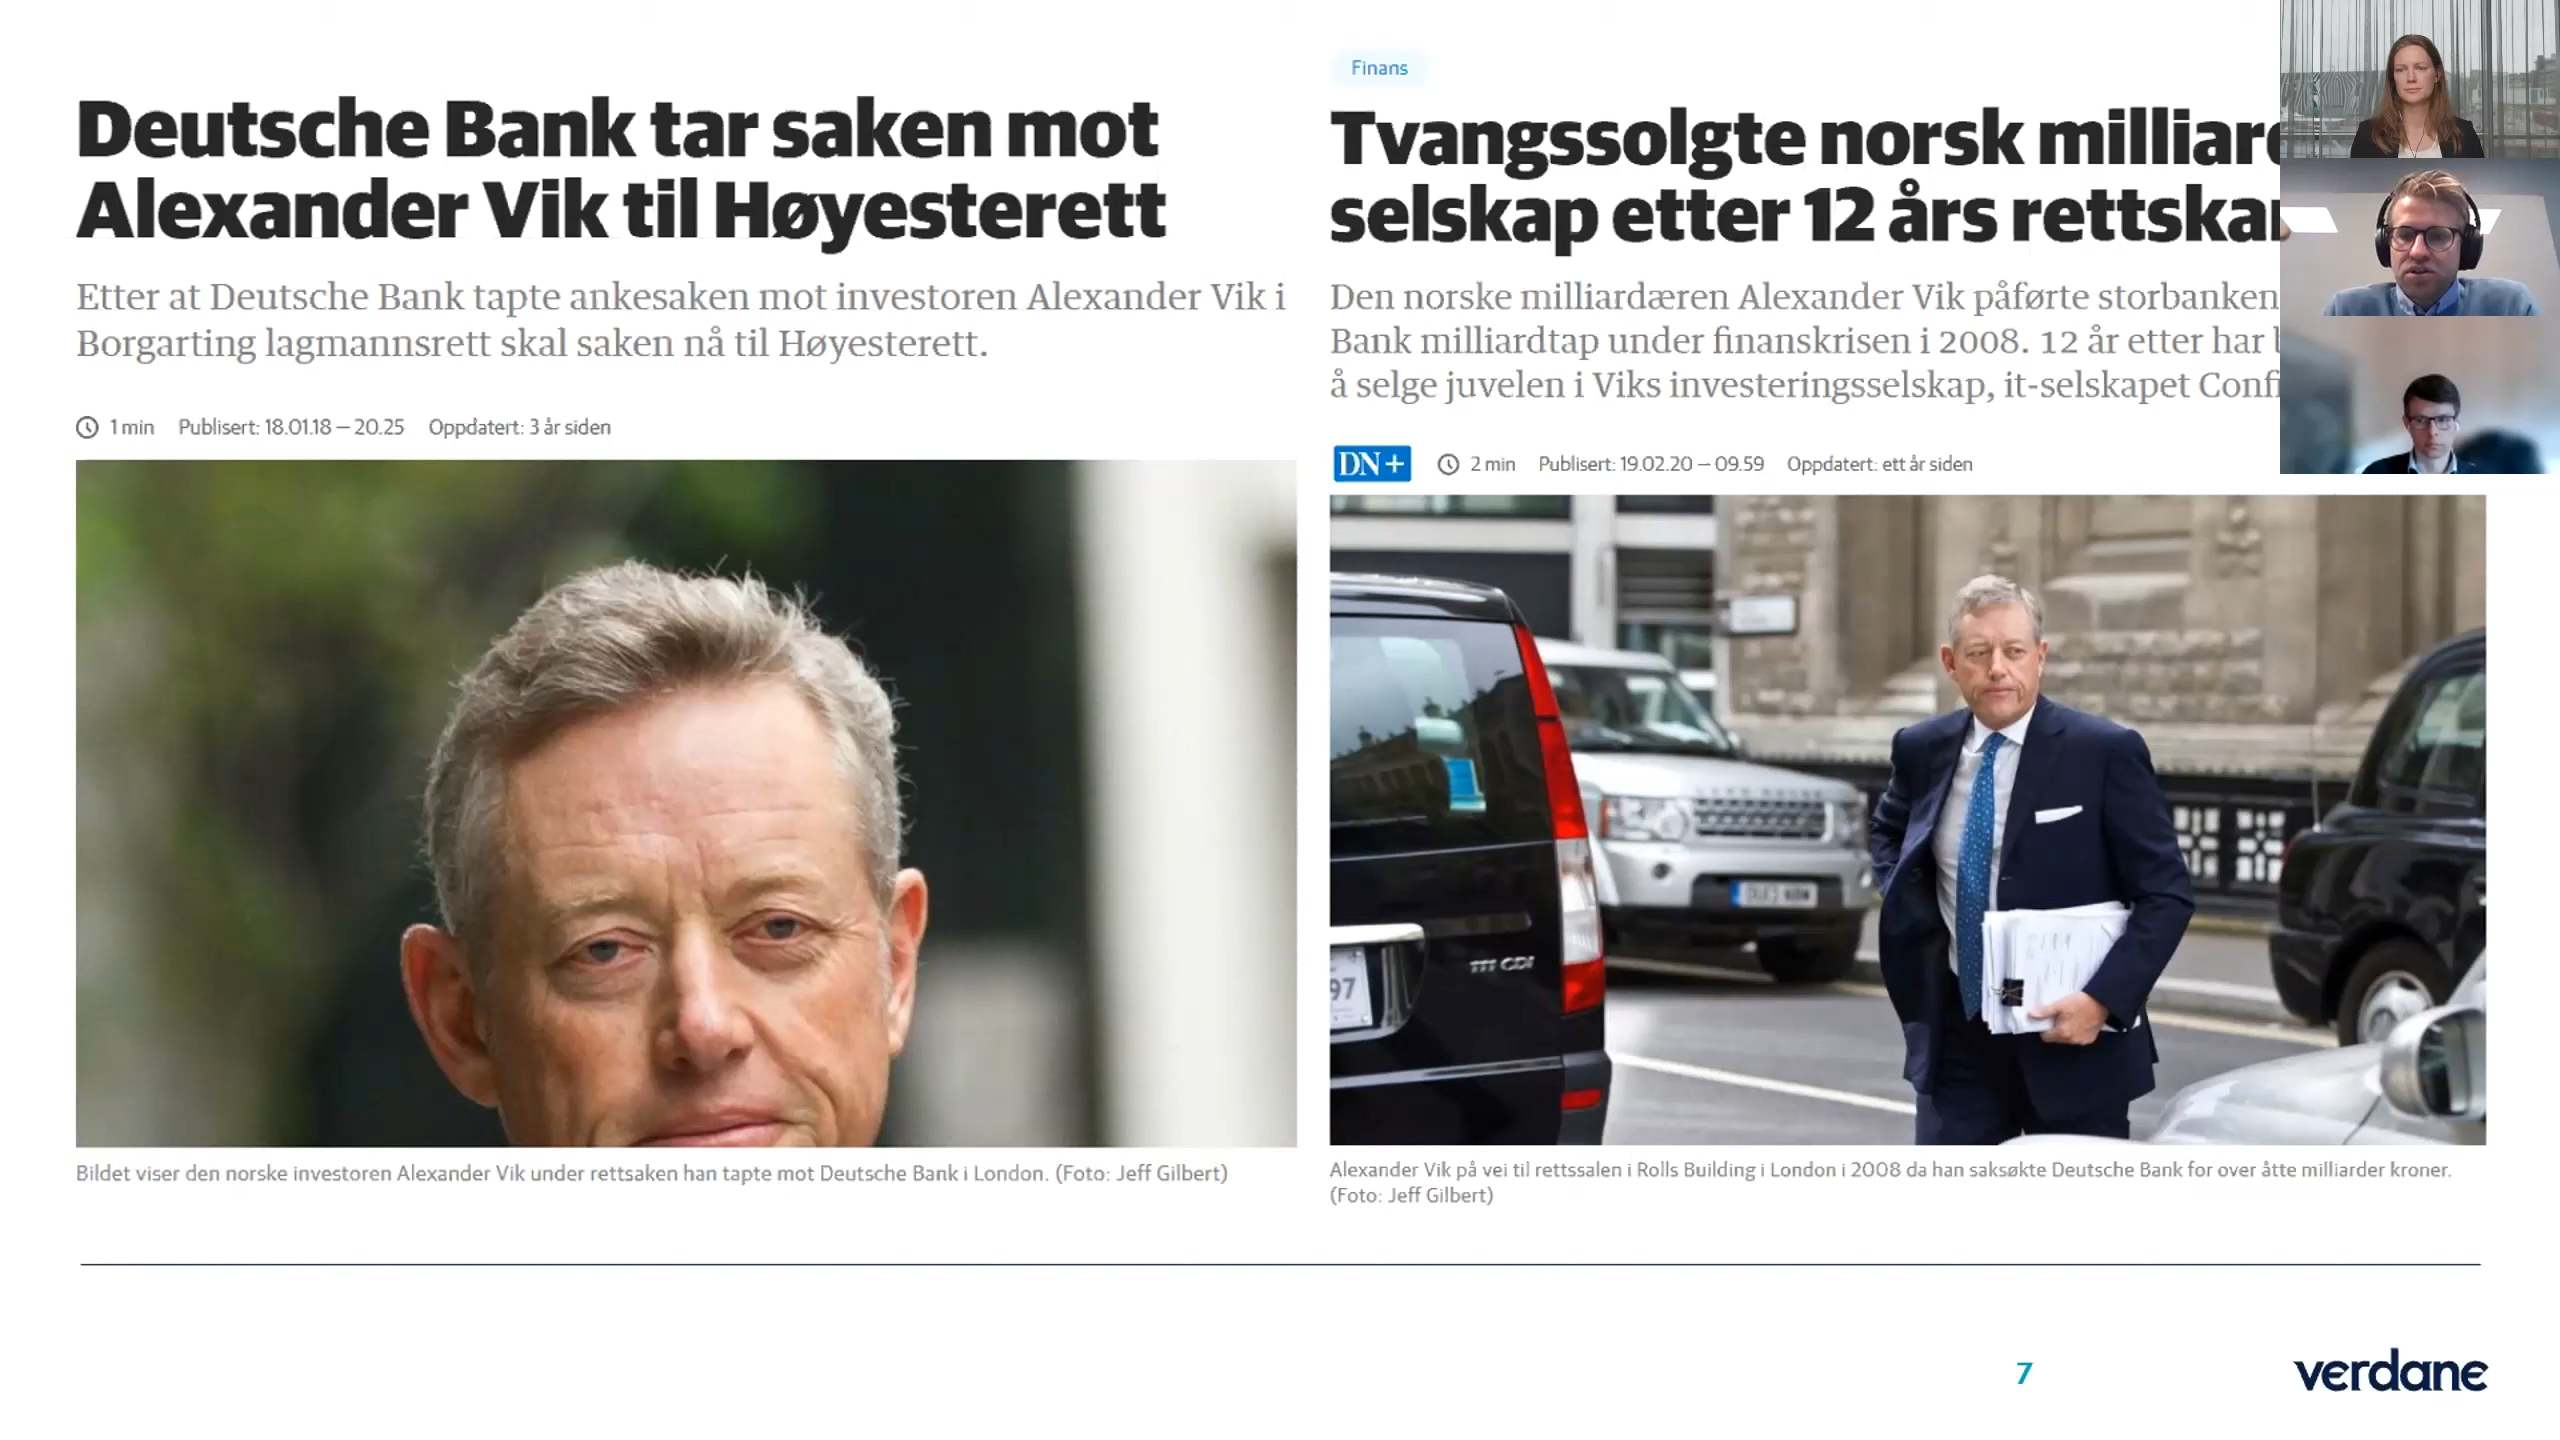 Deutsche Bank tar saken mot
Alexander Vik til Høyesterett
Etter at Deutsche Bank tapte ankesaken mot investoren Alexander Vik i
Borgarting lagmannsrett skal saken nå til Høyesterett.
1 min Publisert: 18.01.18 — 20.25 Oppdatert: 3 år siden
Bildet viser den norske investoren Alexander Vik under rettsaken han tapte mot Deutsche Bank i London. (Foto: Jeff Gilbert)
Finans
Tvangssolgte norsk
selskap etter 12 års
Den norske milliardæren Alexander Vik påførte storbanken
Bank milliardtap under finanskrisen i 2008. 12 år etter har
å selge juvelen i Viks investeringsselskap, it-selskapet
DN+ 2 min Publisert: 19.02.20 — 09.59 Oppdatert: ett år siden
97
111 CDI
Alexander Vik på vei til rettssalen i Rolls Building i London i 2008 da han saksøkte Deutsche Bank for over åtte milliarder kroner.
(Foto: Jeff Gilbert)
7
verdane